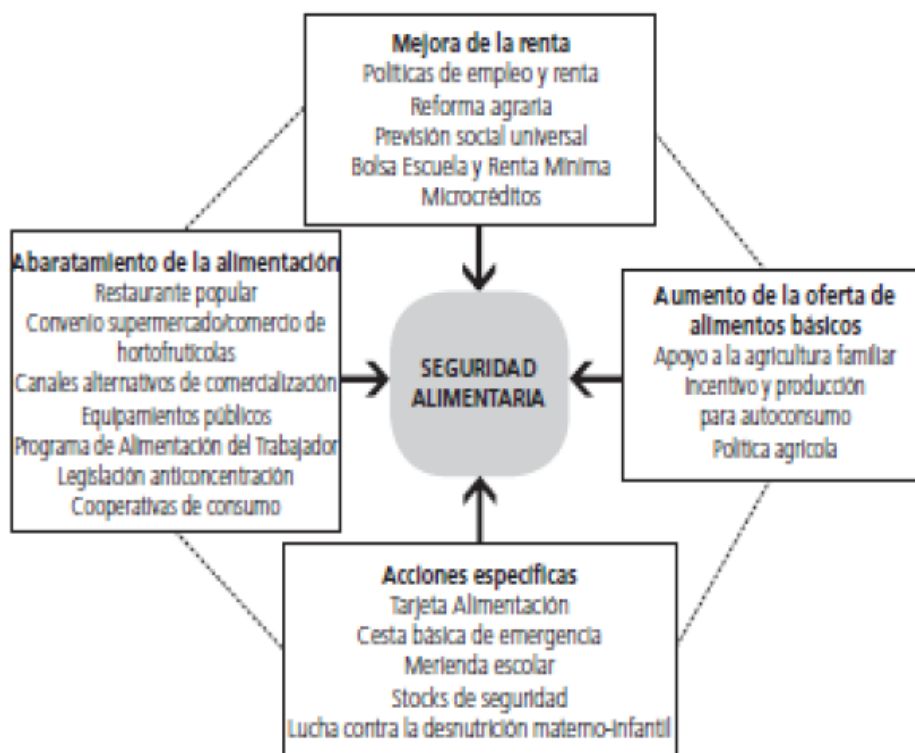 Mejora de la renta
Políticas de empleo y renta
Reforma agraria
Previsión social universal
Bolsa Escuela y Renta Mínima
Microcréditos
Abaratamiento de la alimentación
Restaurante popular
Convenio supermercado/comercio de
hortofrutícolas
Canales alternativos de comercialización
Equipamientos públicos
Programa de Alimentación del Trabajador
Legislación anticoncentración
Cooperativas de consumo
SEGURIDAD
ALIMENTARIA
Aumento de la oferta de
alimentos básicos
Apoyo a la agricultura familiar
Incentivo y producción
para autoconsumo
Política agrícola
Acciones específicas
Tarjeta Alimentación
Cesta básica de emergencia
Merienda escolar
Stocks de seguridad
Lucha contra la desnutrición materno-infantil